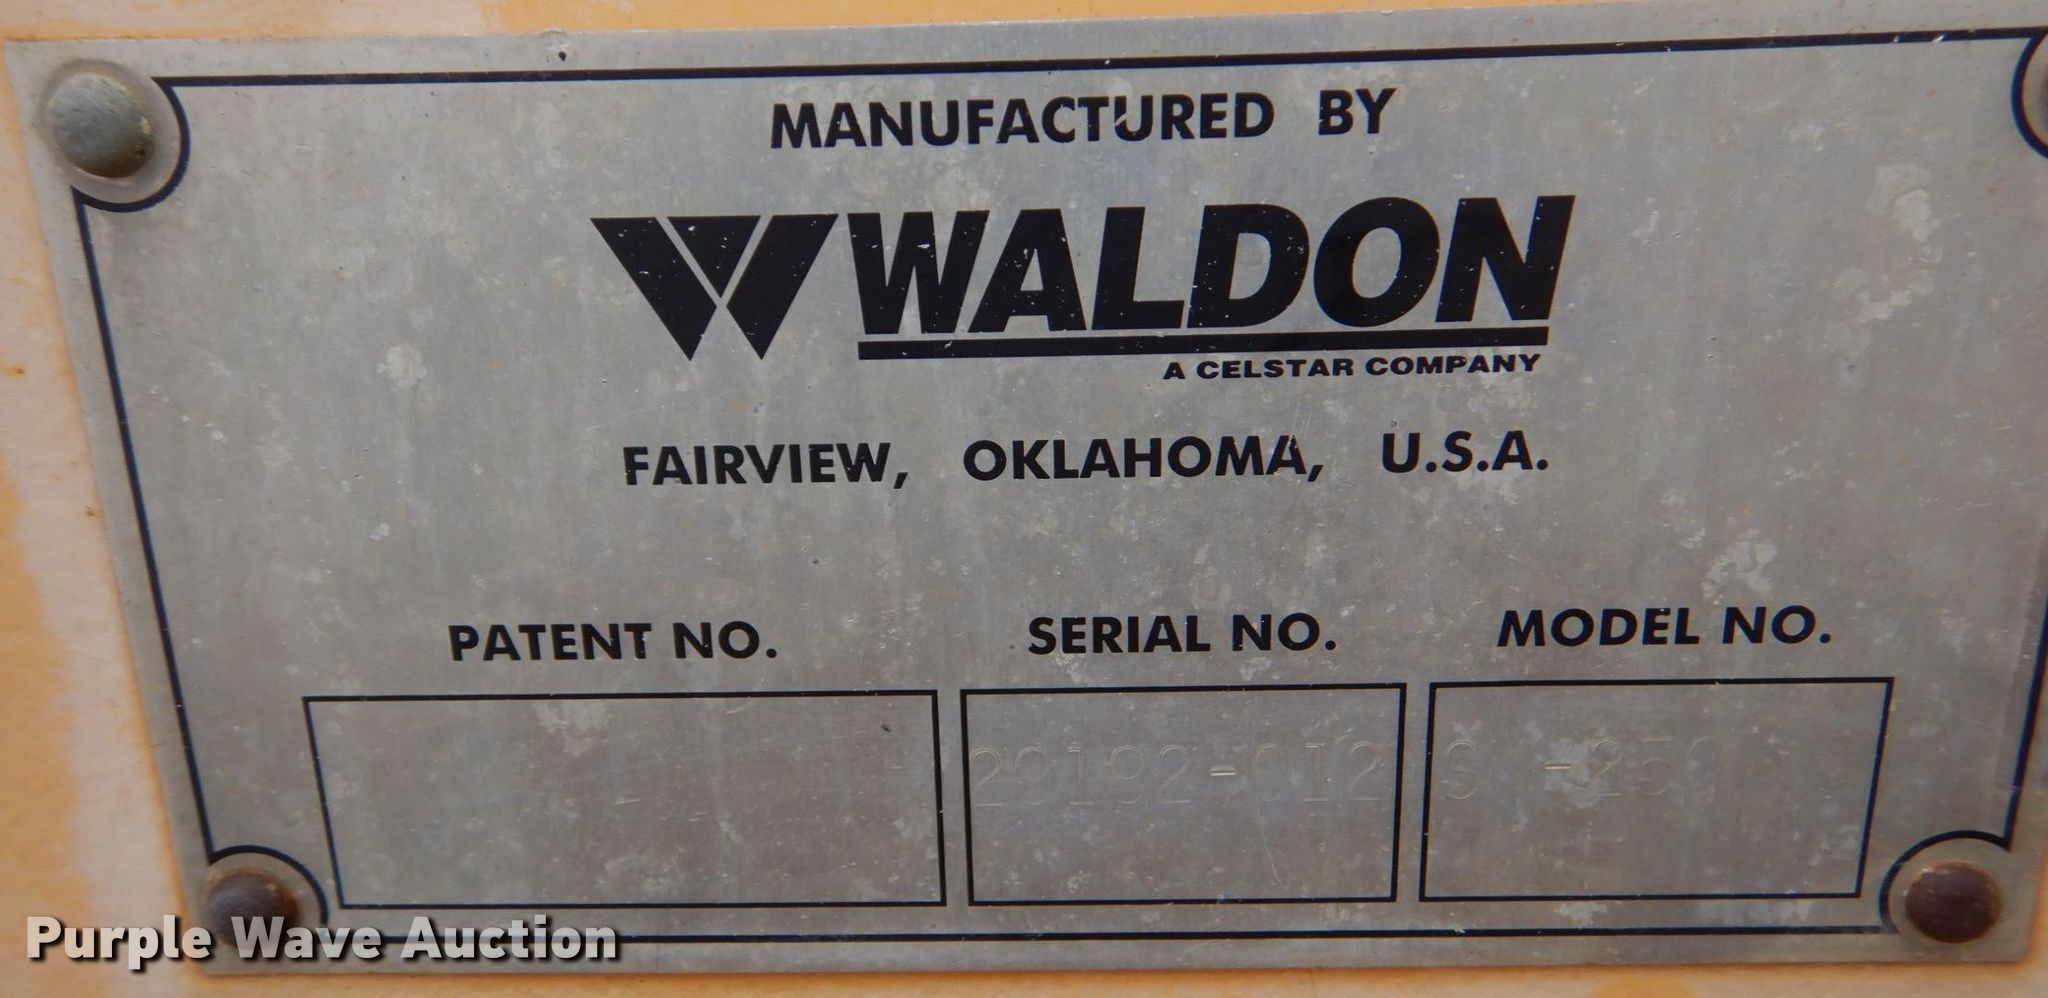 MANUFACTURED BY
WALDON
A CELSTAR COMPANY
FAIRVIEW, OKLAHOMA, U.S.A.
PATENT NO. SERIAL NO. MODEL NO.
29192-012
Purple Wave Auction